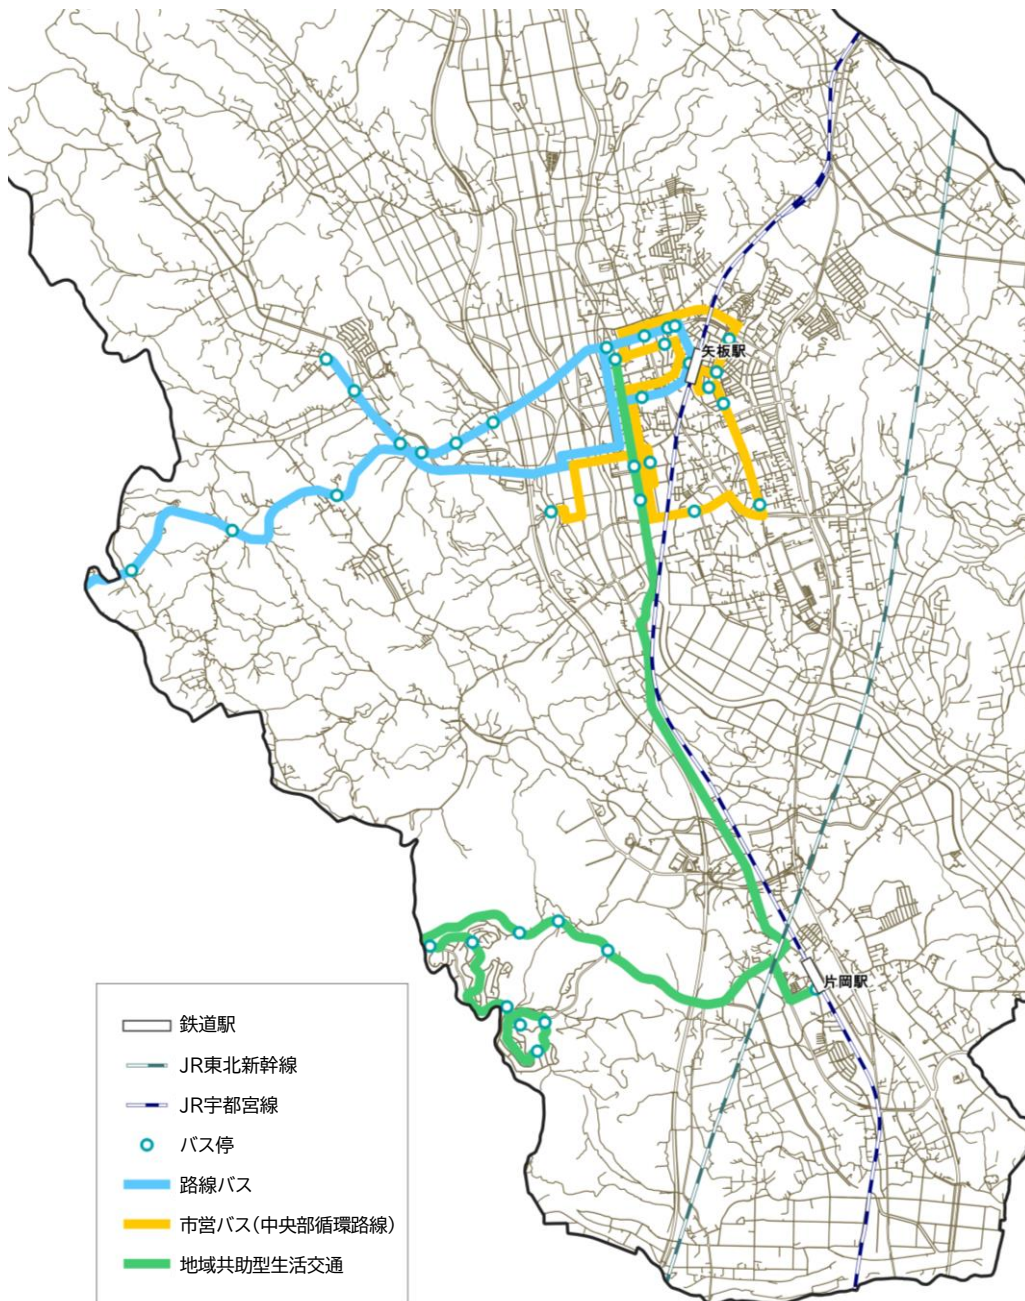 矢板駅
片岡駅
鉄道駅
JR東北新幹線
JR宇都宮線
バス停
路線バス
市営バス(中央部循環路線)
地域共助型生活交通